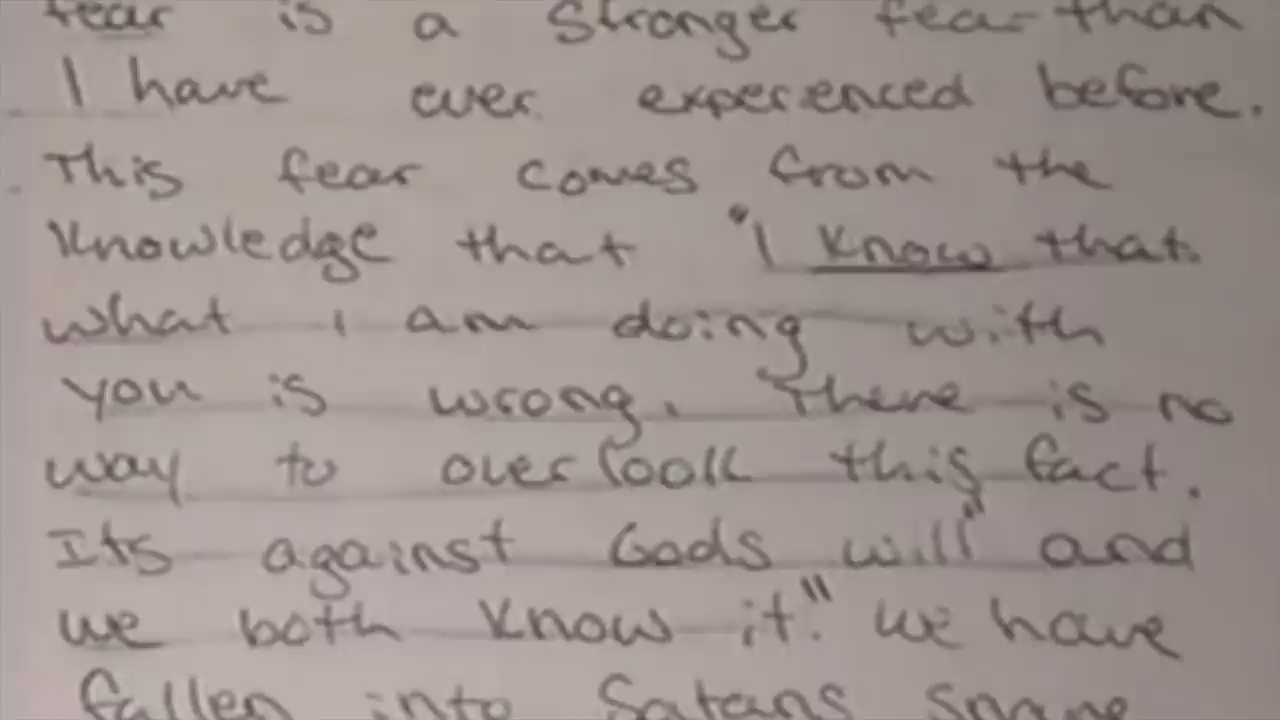 fear is a stronger fear than
I have ever experienced before.
This fear comes from the
knowledge that "I know that
what I am doing with
you is wrong. There is no
way to overlook this fact.
Its against Gods will" and
we both know it." we have
fallen into Satans snare